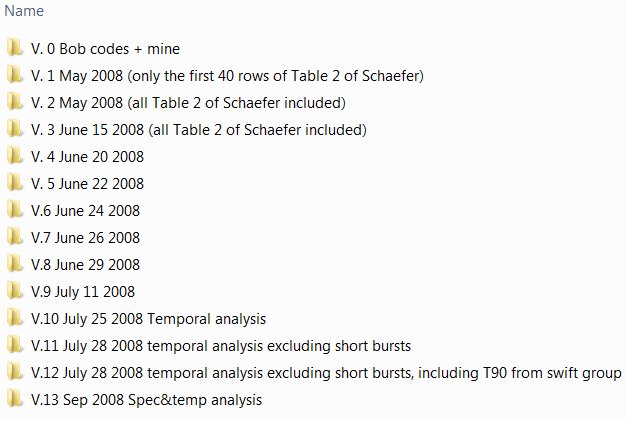 Name
V. 0 Bob codes + mine
V. 1 May 2008 (only the first 40 rows of Table 2 of Schaefer)
V. 2 May 2008 (all Table 2 of Schaefer included)
V. 3 June 15 2008 (all Table 2 of Schaefer included)
V. 4 June 20 2008
V. 5 June 22 2008
V.6 June 24 2008
V.7 June 26 2008
V.8 June 29 2008
V.9 July 11 2008
V.10 July 25 2008 Temporal analysis
V.11 July 28 2008 temporal analysis excluding short bursts
V.12 July 28 2008 temporal analysis excluding short bursts, including T90 from swift group
V.13 Sep 2008 Spec&temp analysis